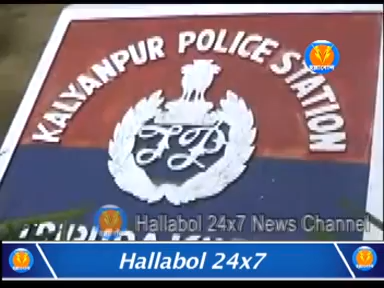 KALYANPUR POLICE STATION
TP
Hallabol 24x7 News Channel
Hallabol 24x7